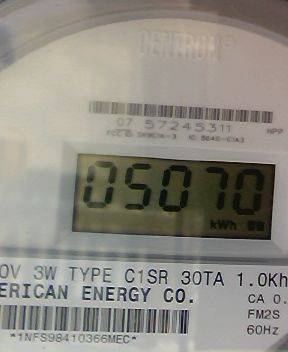 CENTRON®
07 57245311
HPP
05070
kWh
0V 3W TYPE C1SR 30TA 1.0Kh
ERICAN ENERGY CO.
CA 0.
FM2S
60Hz
*1NFS98410366MEC*